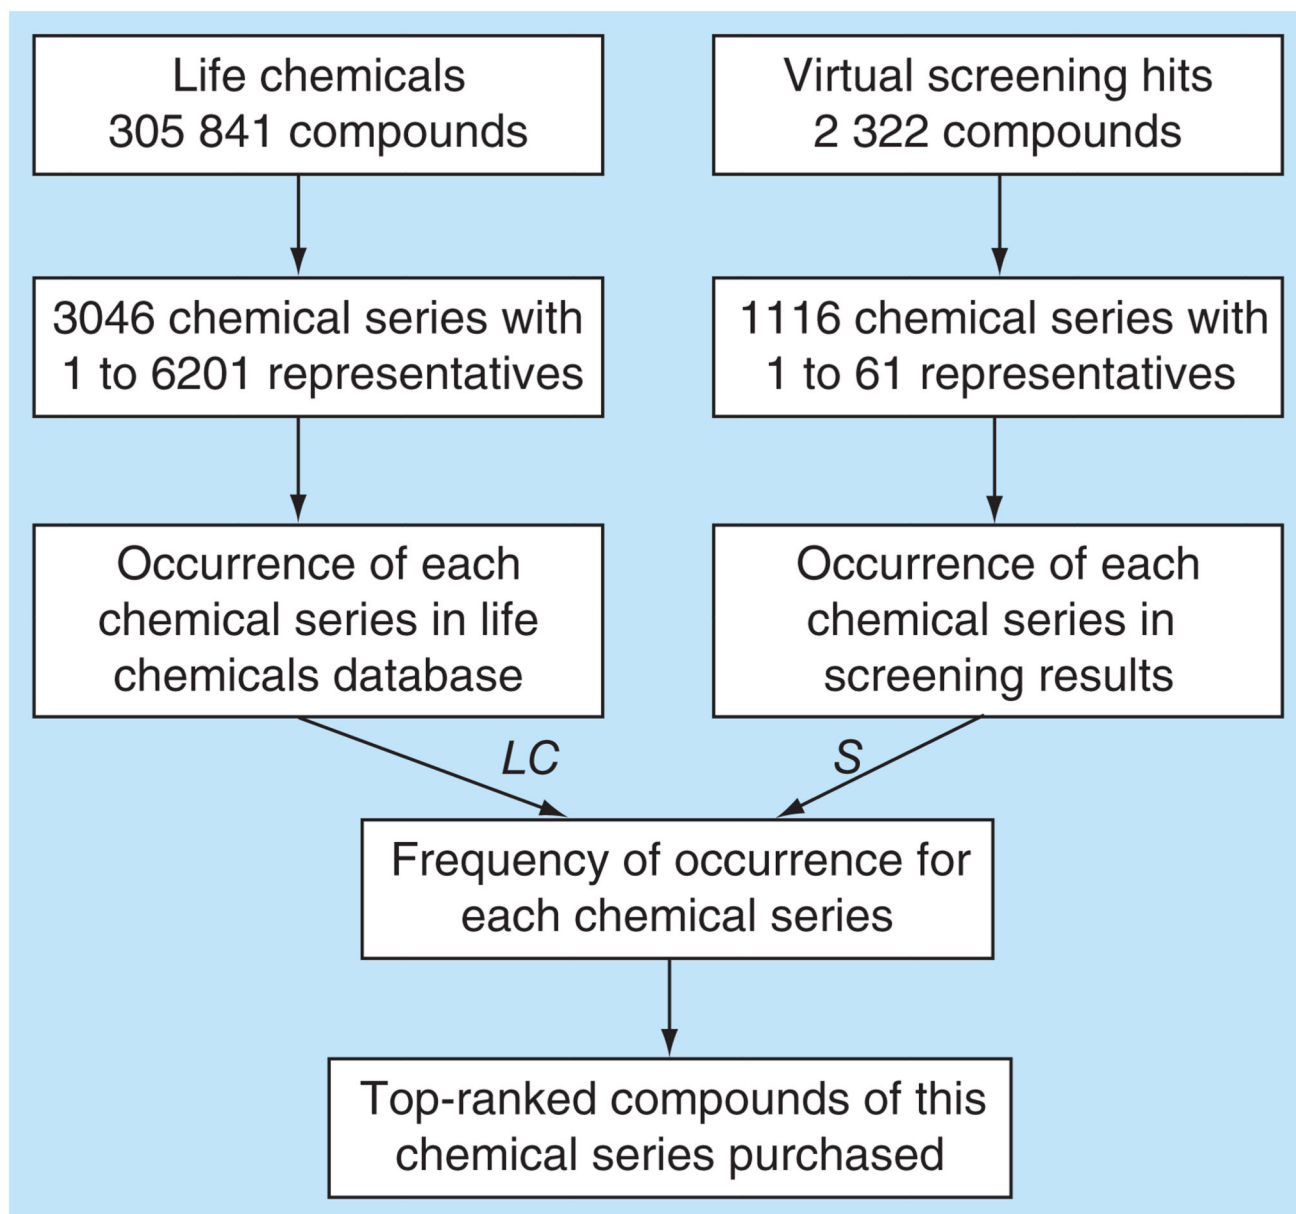 Life chemicals
305 841 compounds
Virtual screening hits
2 322 compounds
3046 chemical series with
1 to 6201 representatives
1116 chemical series with
1 to 61 representatives
Occurrence of each
chemical series in life
chemicals database
Occurrence of each
chemical series in
screening results
LC
S
Frequency of occurrence for
each chemical series
Top-ranked compounds of this
chemical series purchased